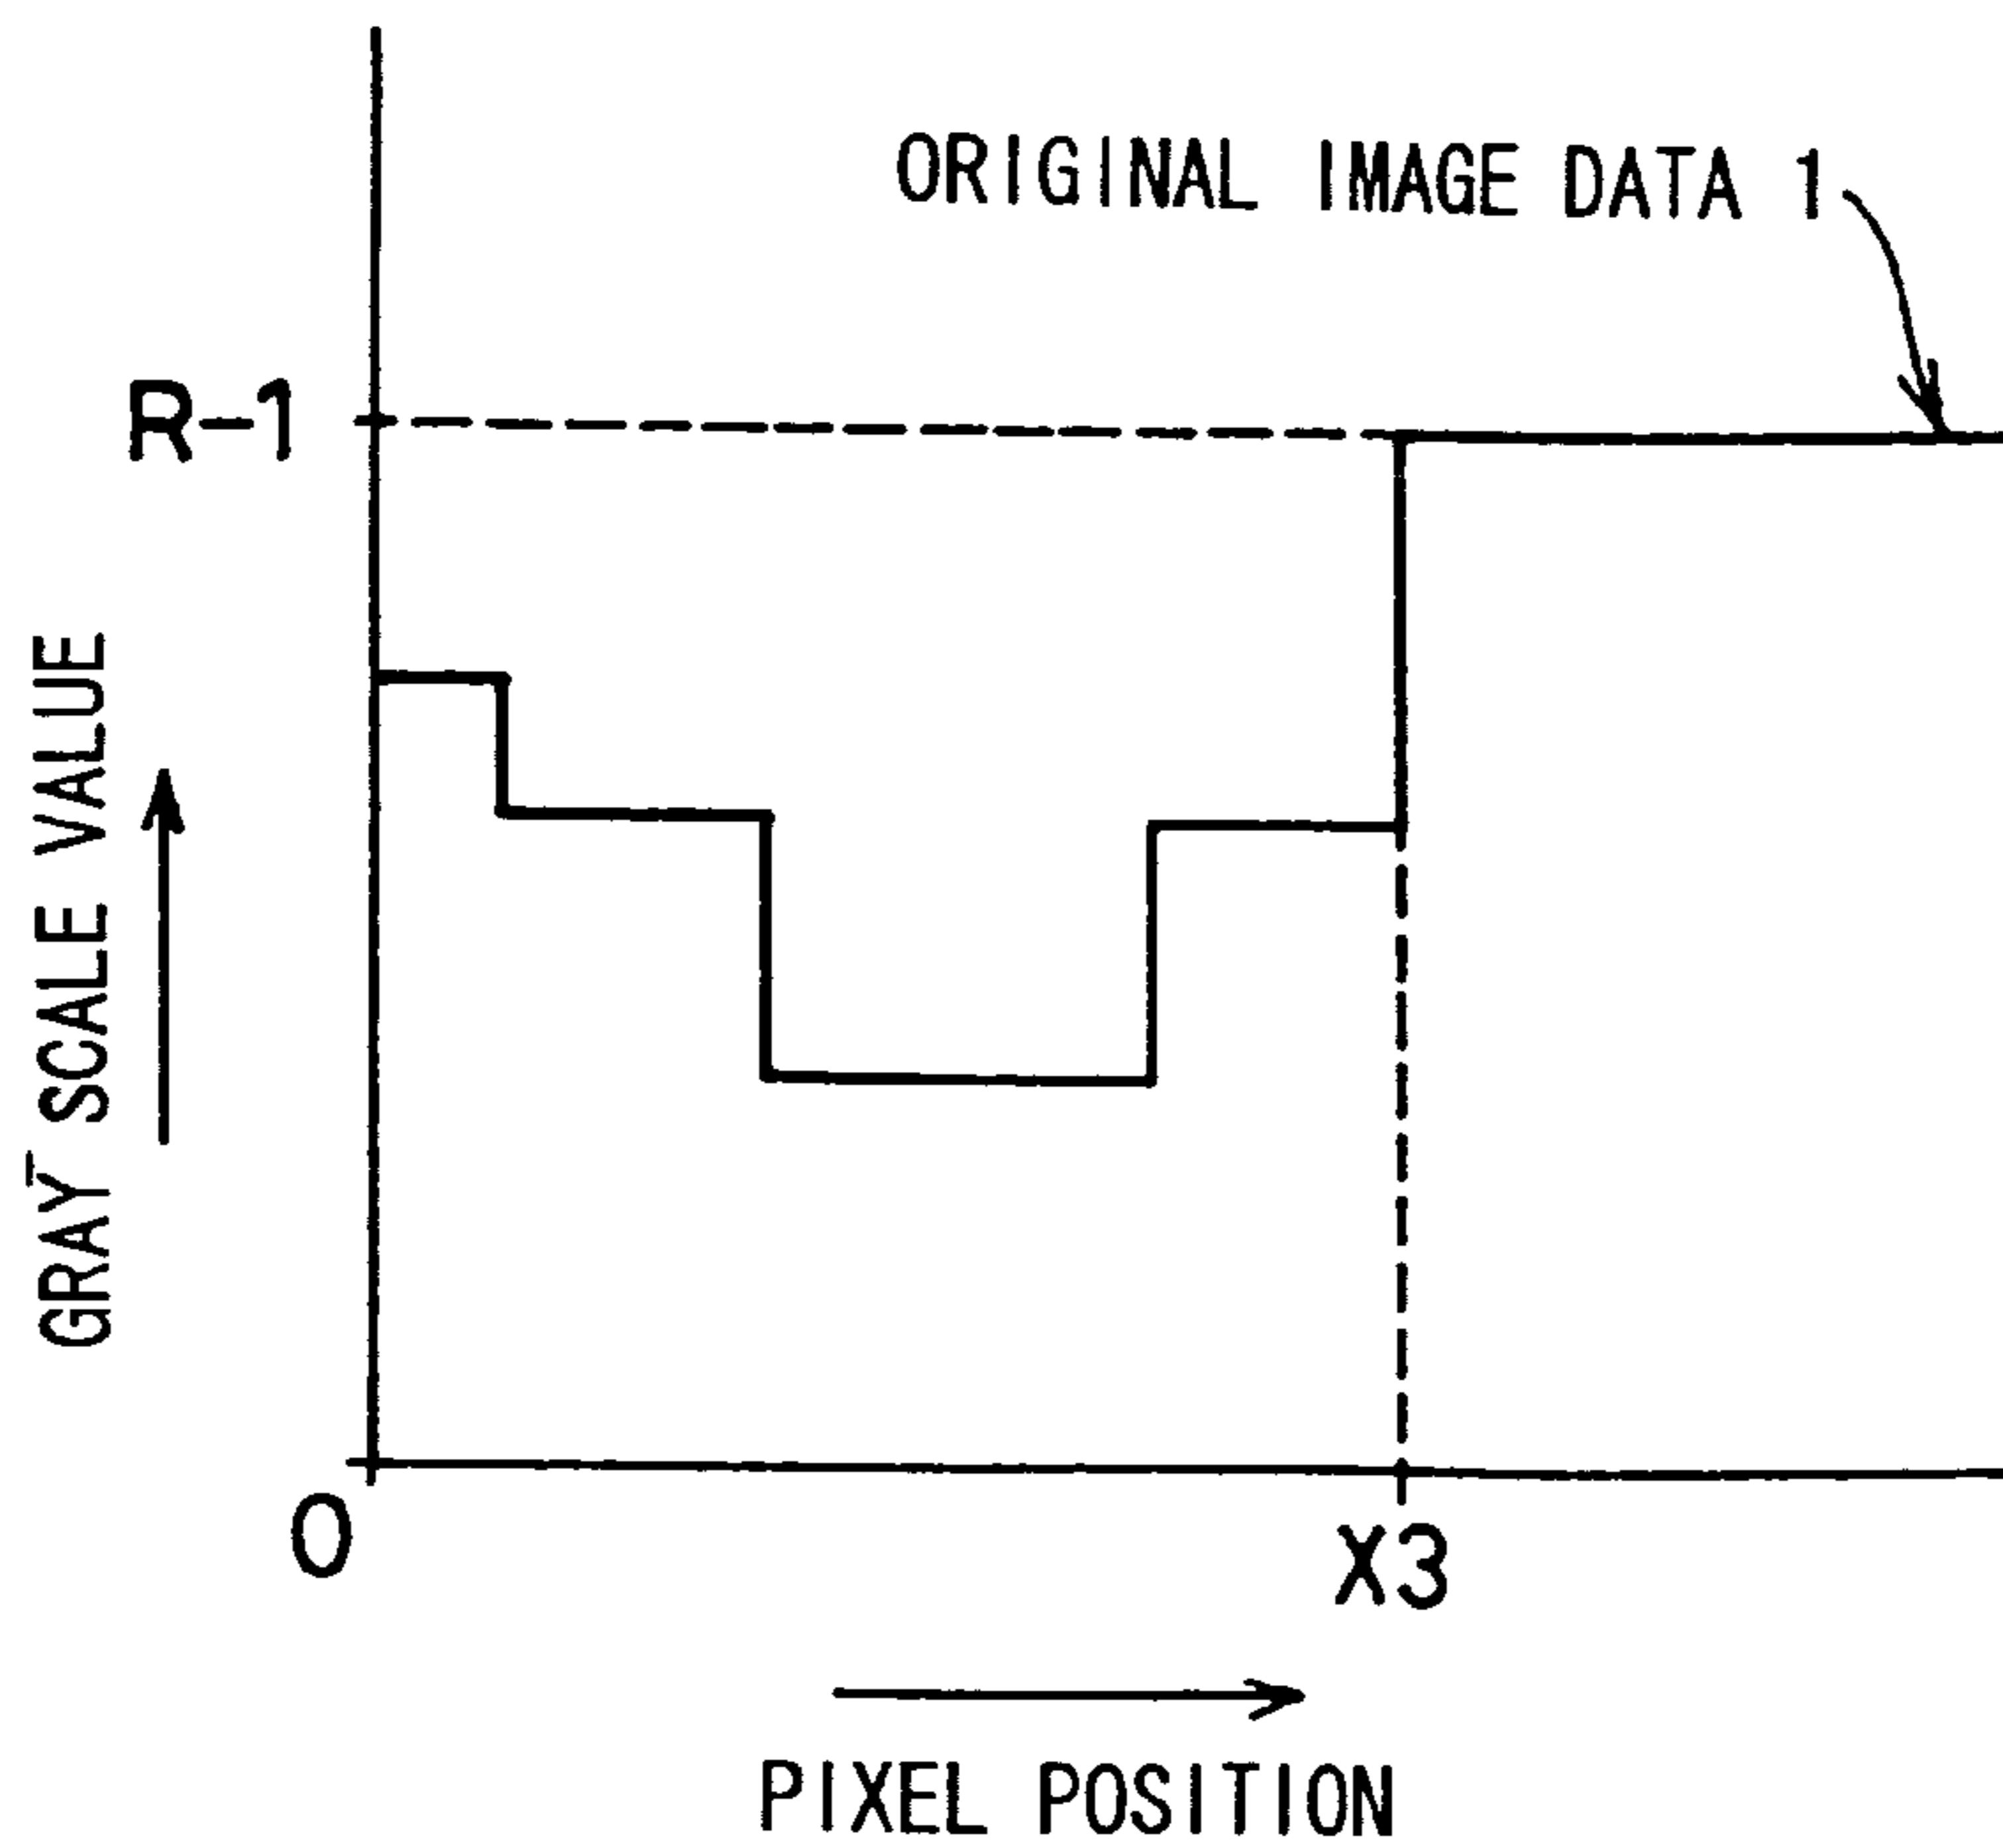 ORIGINAL IMAGE DATA 1
R-1
GRAY SCALE VALUE
0
X3
PIXEL POSITION